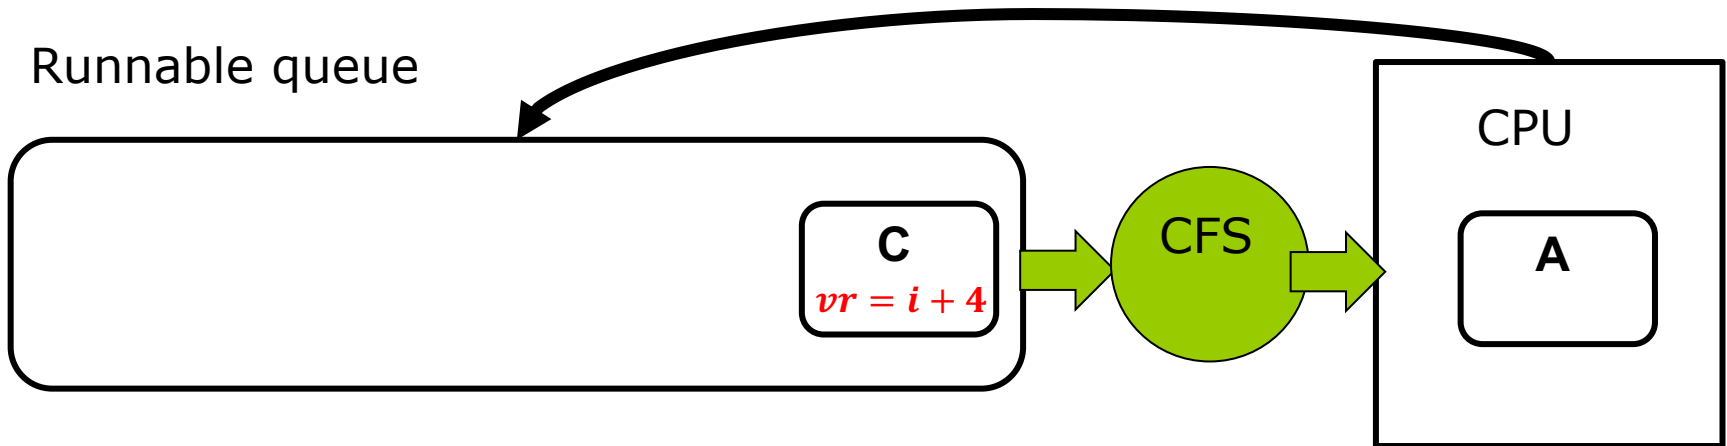 Runnable queue
CPU
C
vr = i + 4
CFS
A